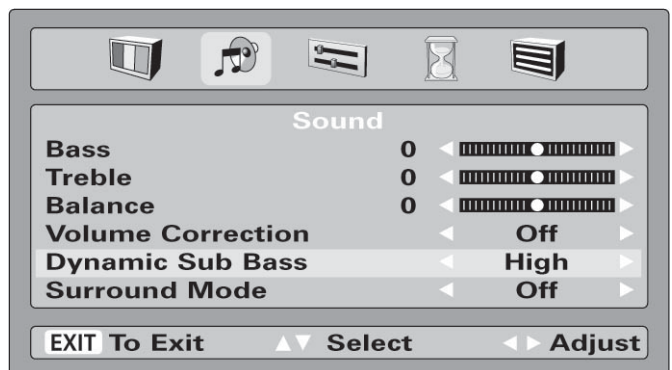 Sound
Bass 0
Treble 0
Balance 0
Volume Correction Off
Dynamic Sub Bass High
Surround Mode Off
EXIT To Exit Select Adjust